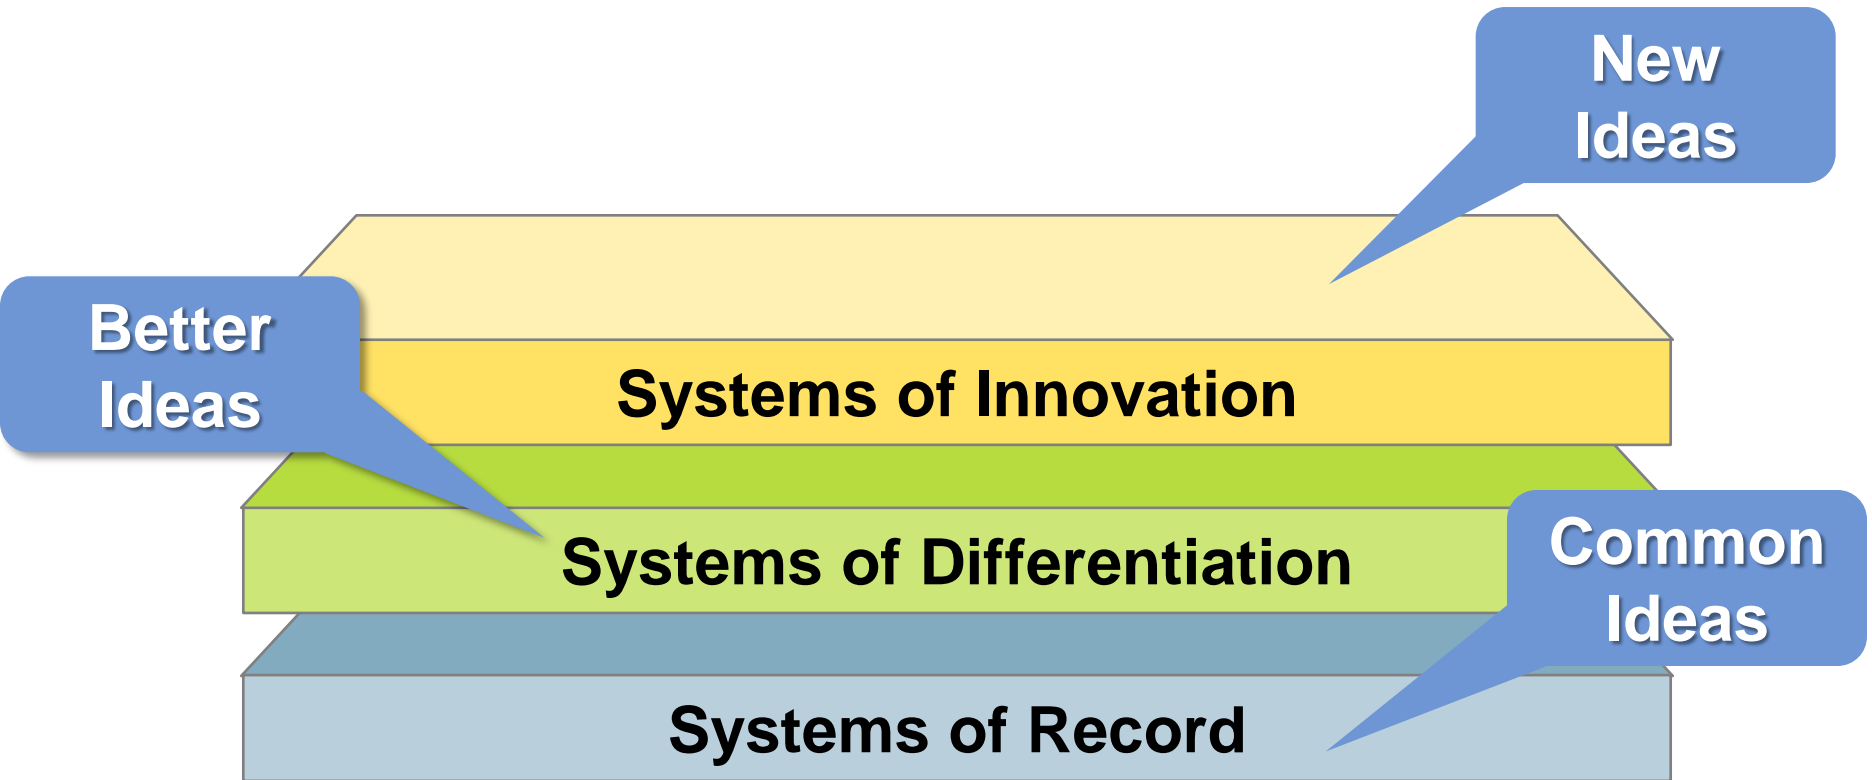 New
Ideas
Better
Ideas
Systems of Innovation
Systems of Differentiation
Common
Ideas
Systems of Record